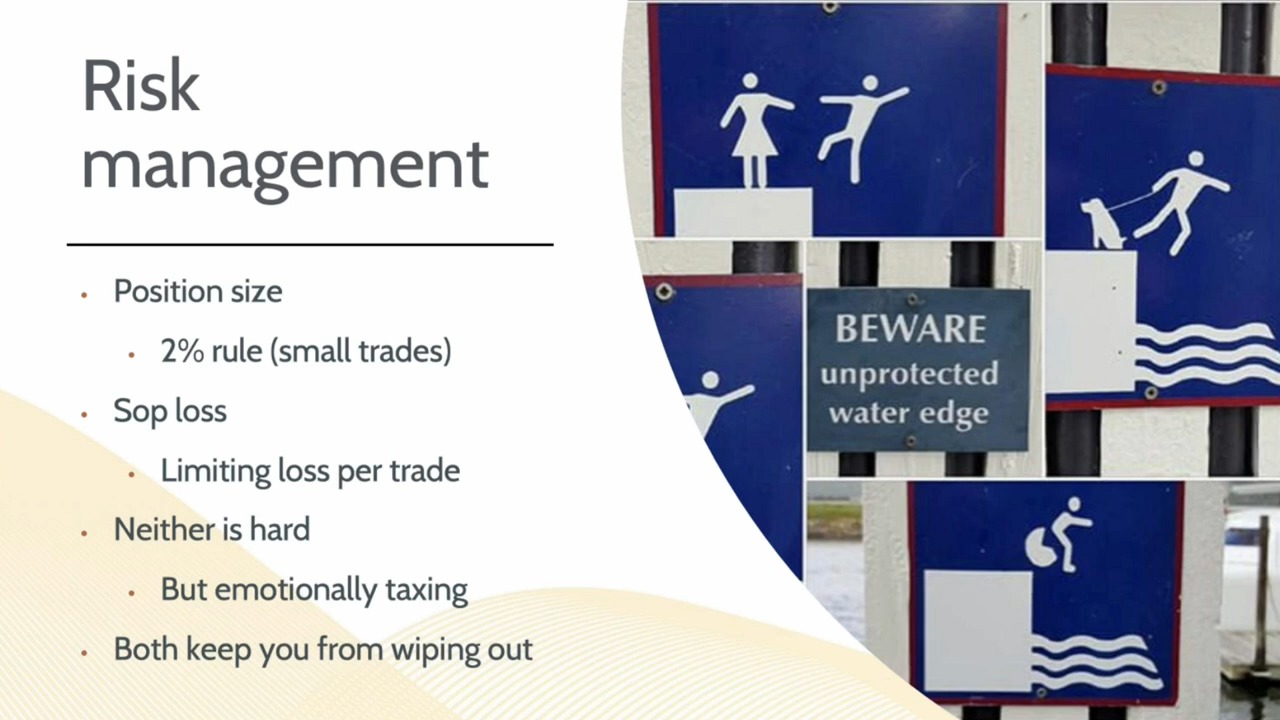 Risk
management
Position size
2% rule (small trades)
Sop loss
Limiting loss per trade
Neither is hard
But emotionally taxing
Both keep you from wiping out
BEWARE
unprotected
water edge